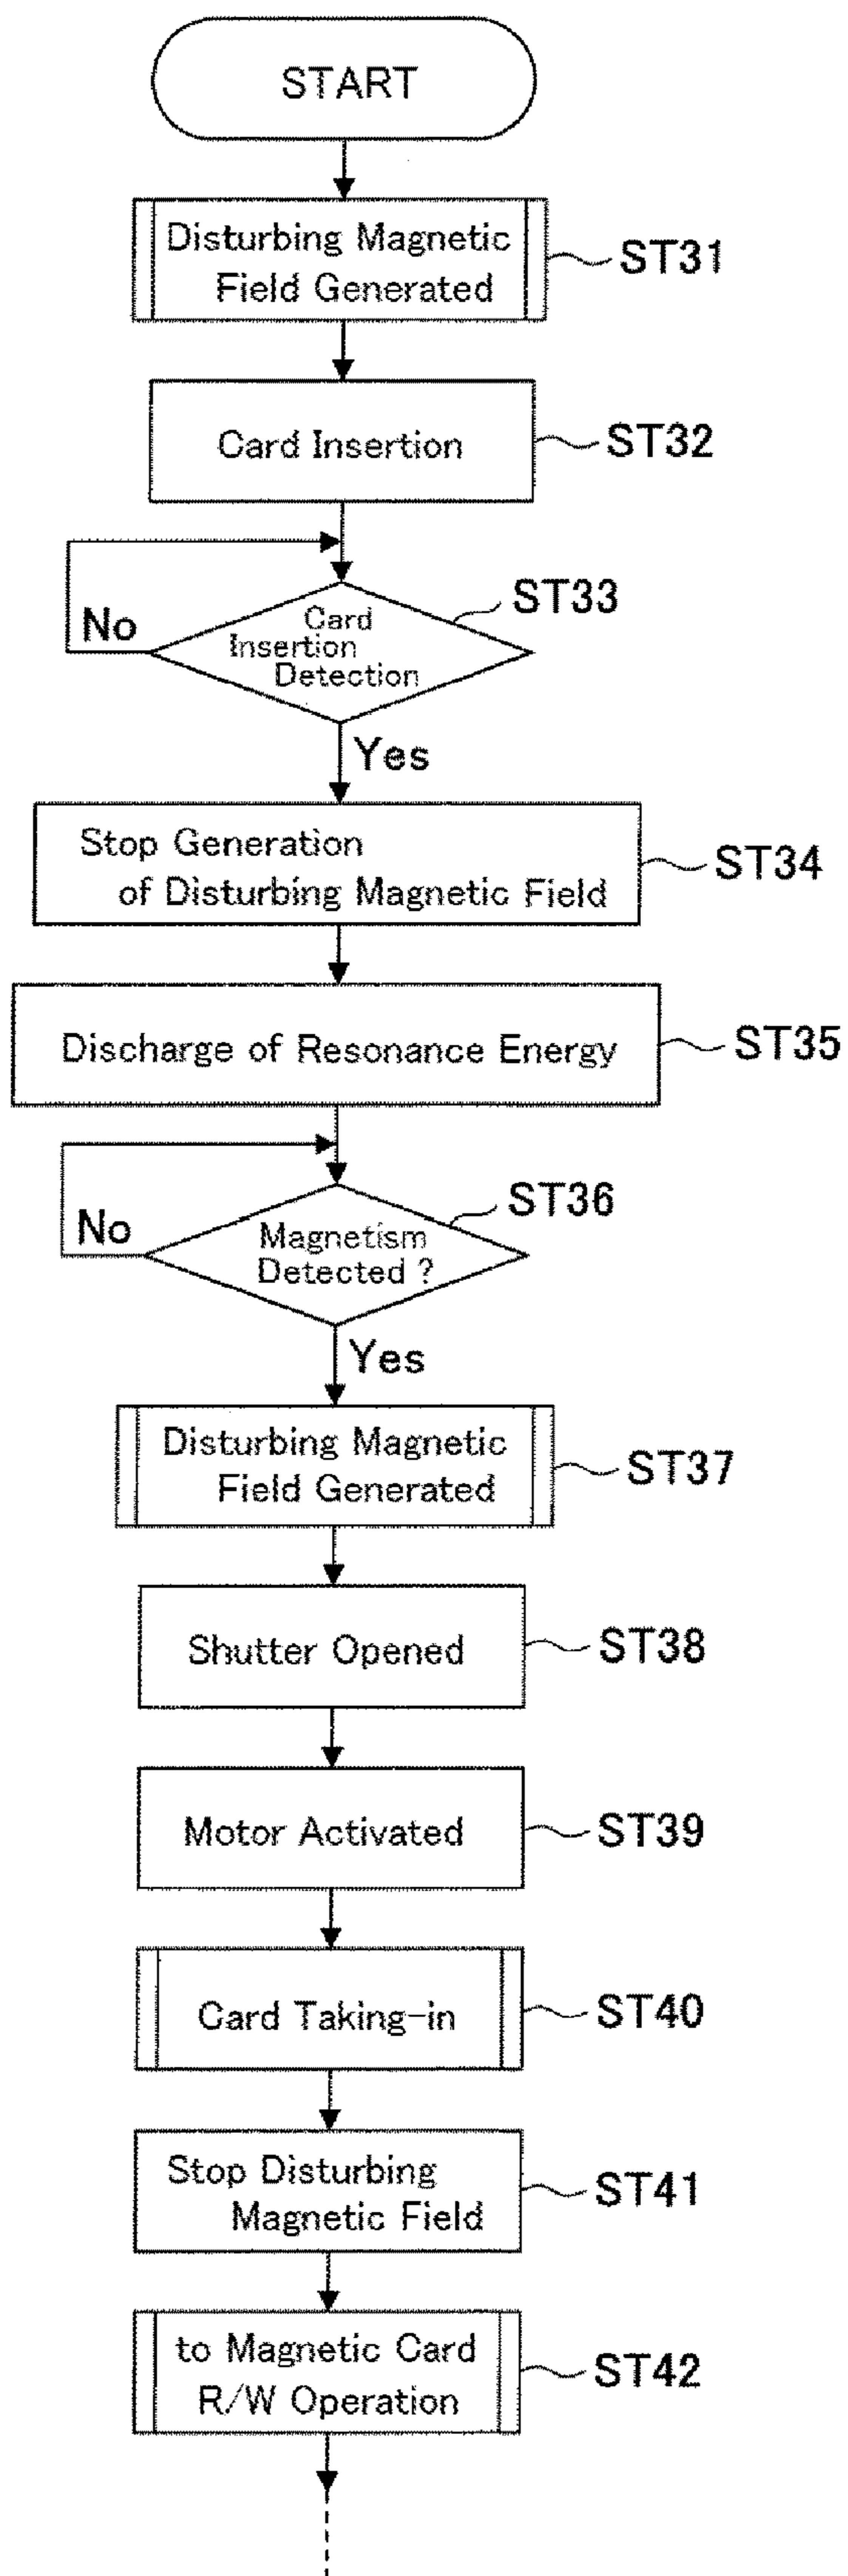 START
Disturbing Magnetic
Field Generated
ST31
Card Insertion
ST32
Card
Insertion
Detection
ST33
No
Yes
Stop Generation
of Disturbing Magnetic Field
ST34
Discharge of Resonance Energy
ST35
Magnetism
Detected ?
ST36
No
Yes
Disturbing Magnetic
Field Generated
ST37
Shutter Opened
ST38
Motor Activated
ST39
Card Taking-in
ST40
Stop Disturbing
Magnetic Field
ST41
to Magnetic Card
R/W Operation
ST42